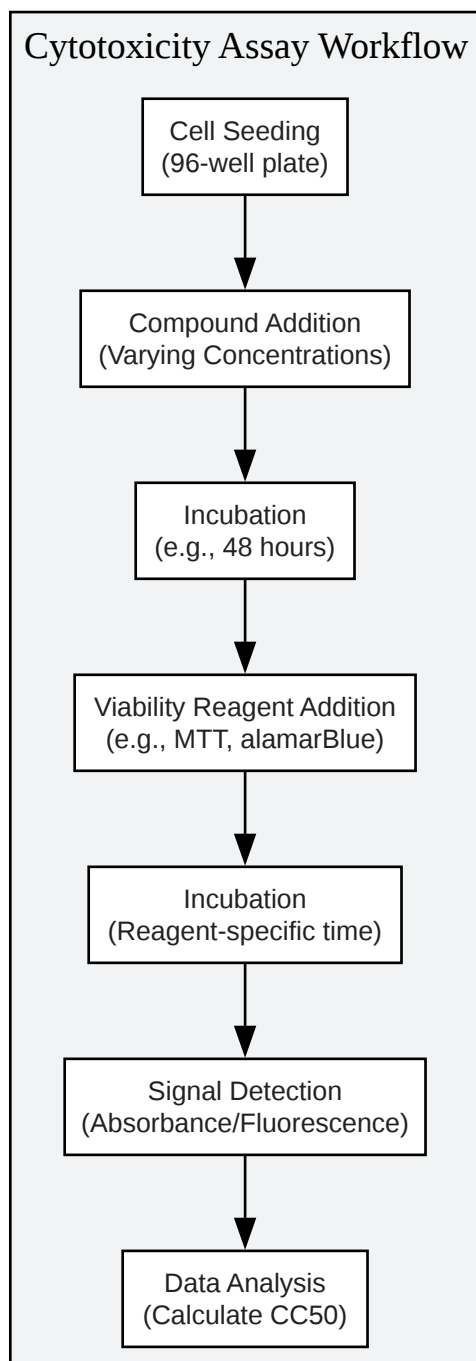 Cytotoxicity Assay Workflow
Cell Seeding
(96-well plate)
Compound Addition
(Varying Concentrations)
Incubation
(e.g., 48 hours)
Viability Reagent Addition
(e.g., MTT, alamarBlue)
Incubation
(Reagent-specific time)
Signal Detection
(Absorbance/Fluorescence)
Data Analysis
(Calculate CC50)